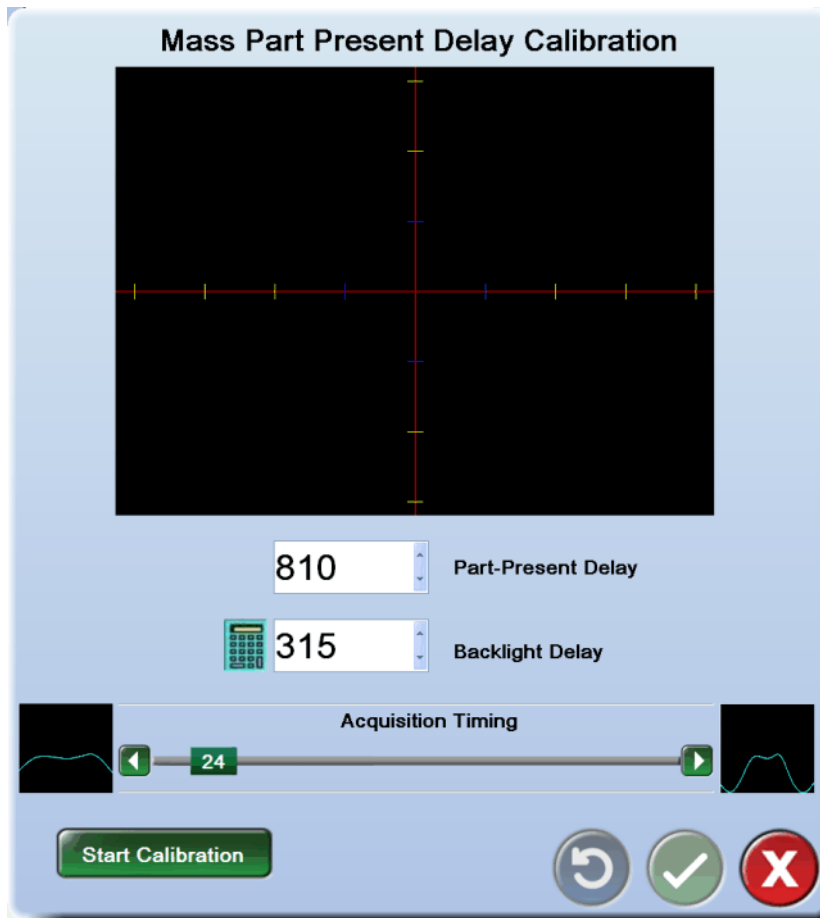 Mass Part Present Delay Calibration
810
Part-Present Delay
315
Backlight Delay
Acquisition Timing
24
Start Calibration